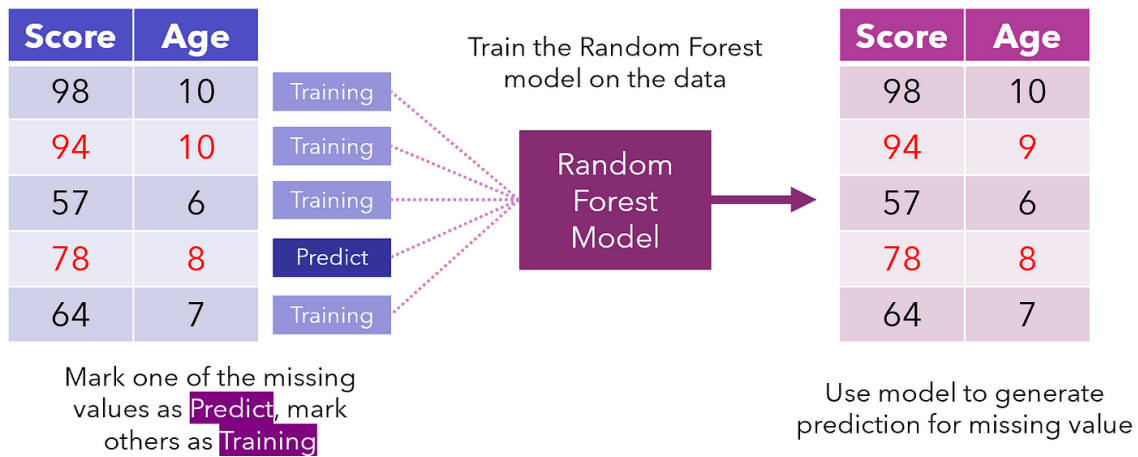 Score Age
98 10
94 10
57 6
78 8
64 7
Training
Training
Training
Predict
Training
Mark one of the missing
values as Predict, mark
others as Training
Train the Random Forest
model on the data
Random
Forest
Model
Score Age
98 10
94 9
57 6
78 8
64 7
Use model to generate
prediction for missing value